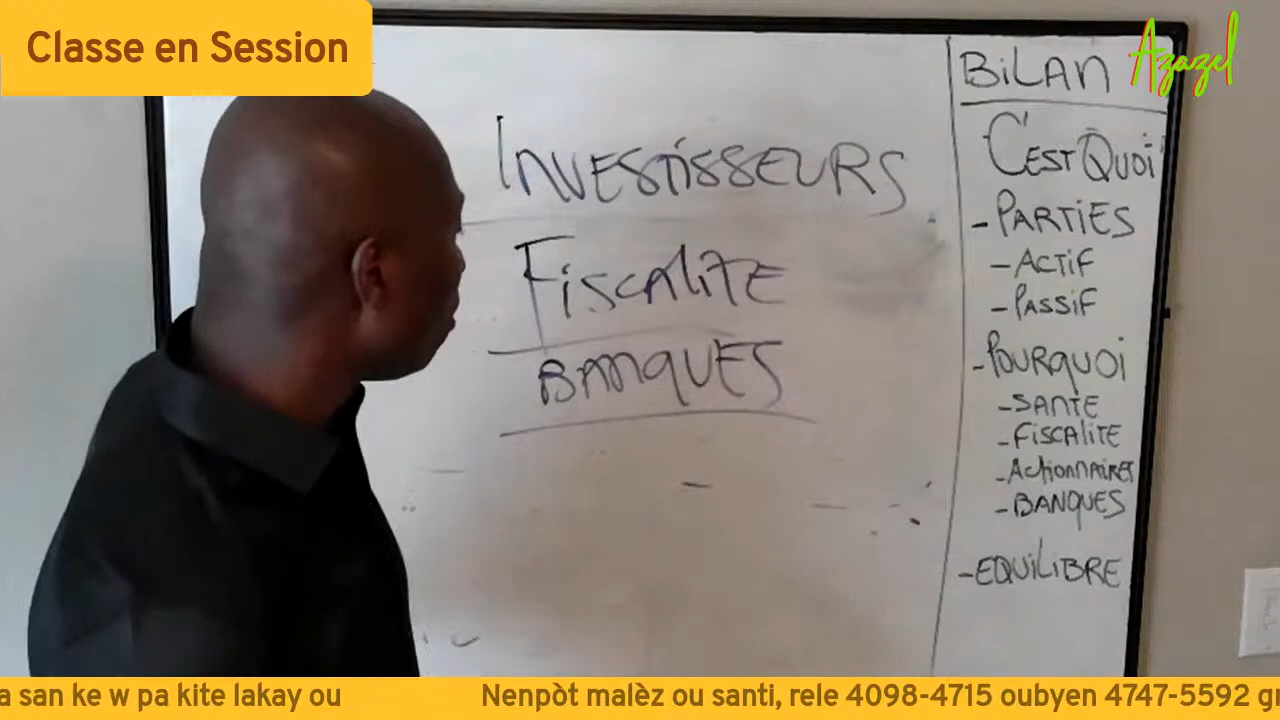 Classe en Session
INVESTISSEURS
FISCALITE
BANQUES
BILAN
Azazel
C'EST QUOI
- PARTIES
- ACTIF
- PASSIF
- POURQUOI
- SANTE
- FISCALITE
- ACTIONNAIRES
- BANQUES
- EQUILIBRE
a san ke w pa kite lakay ou
Nenpòt malèz ou santi, rele 4098-4715 oubyen 4747-5592 gr